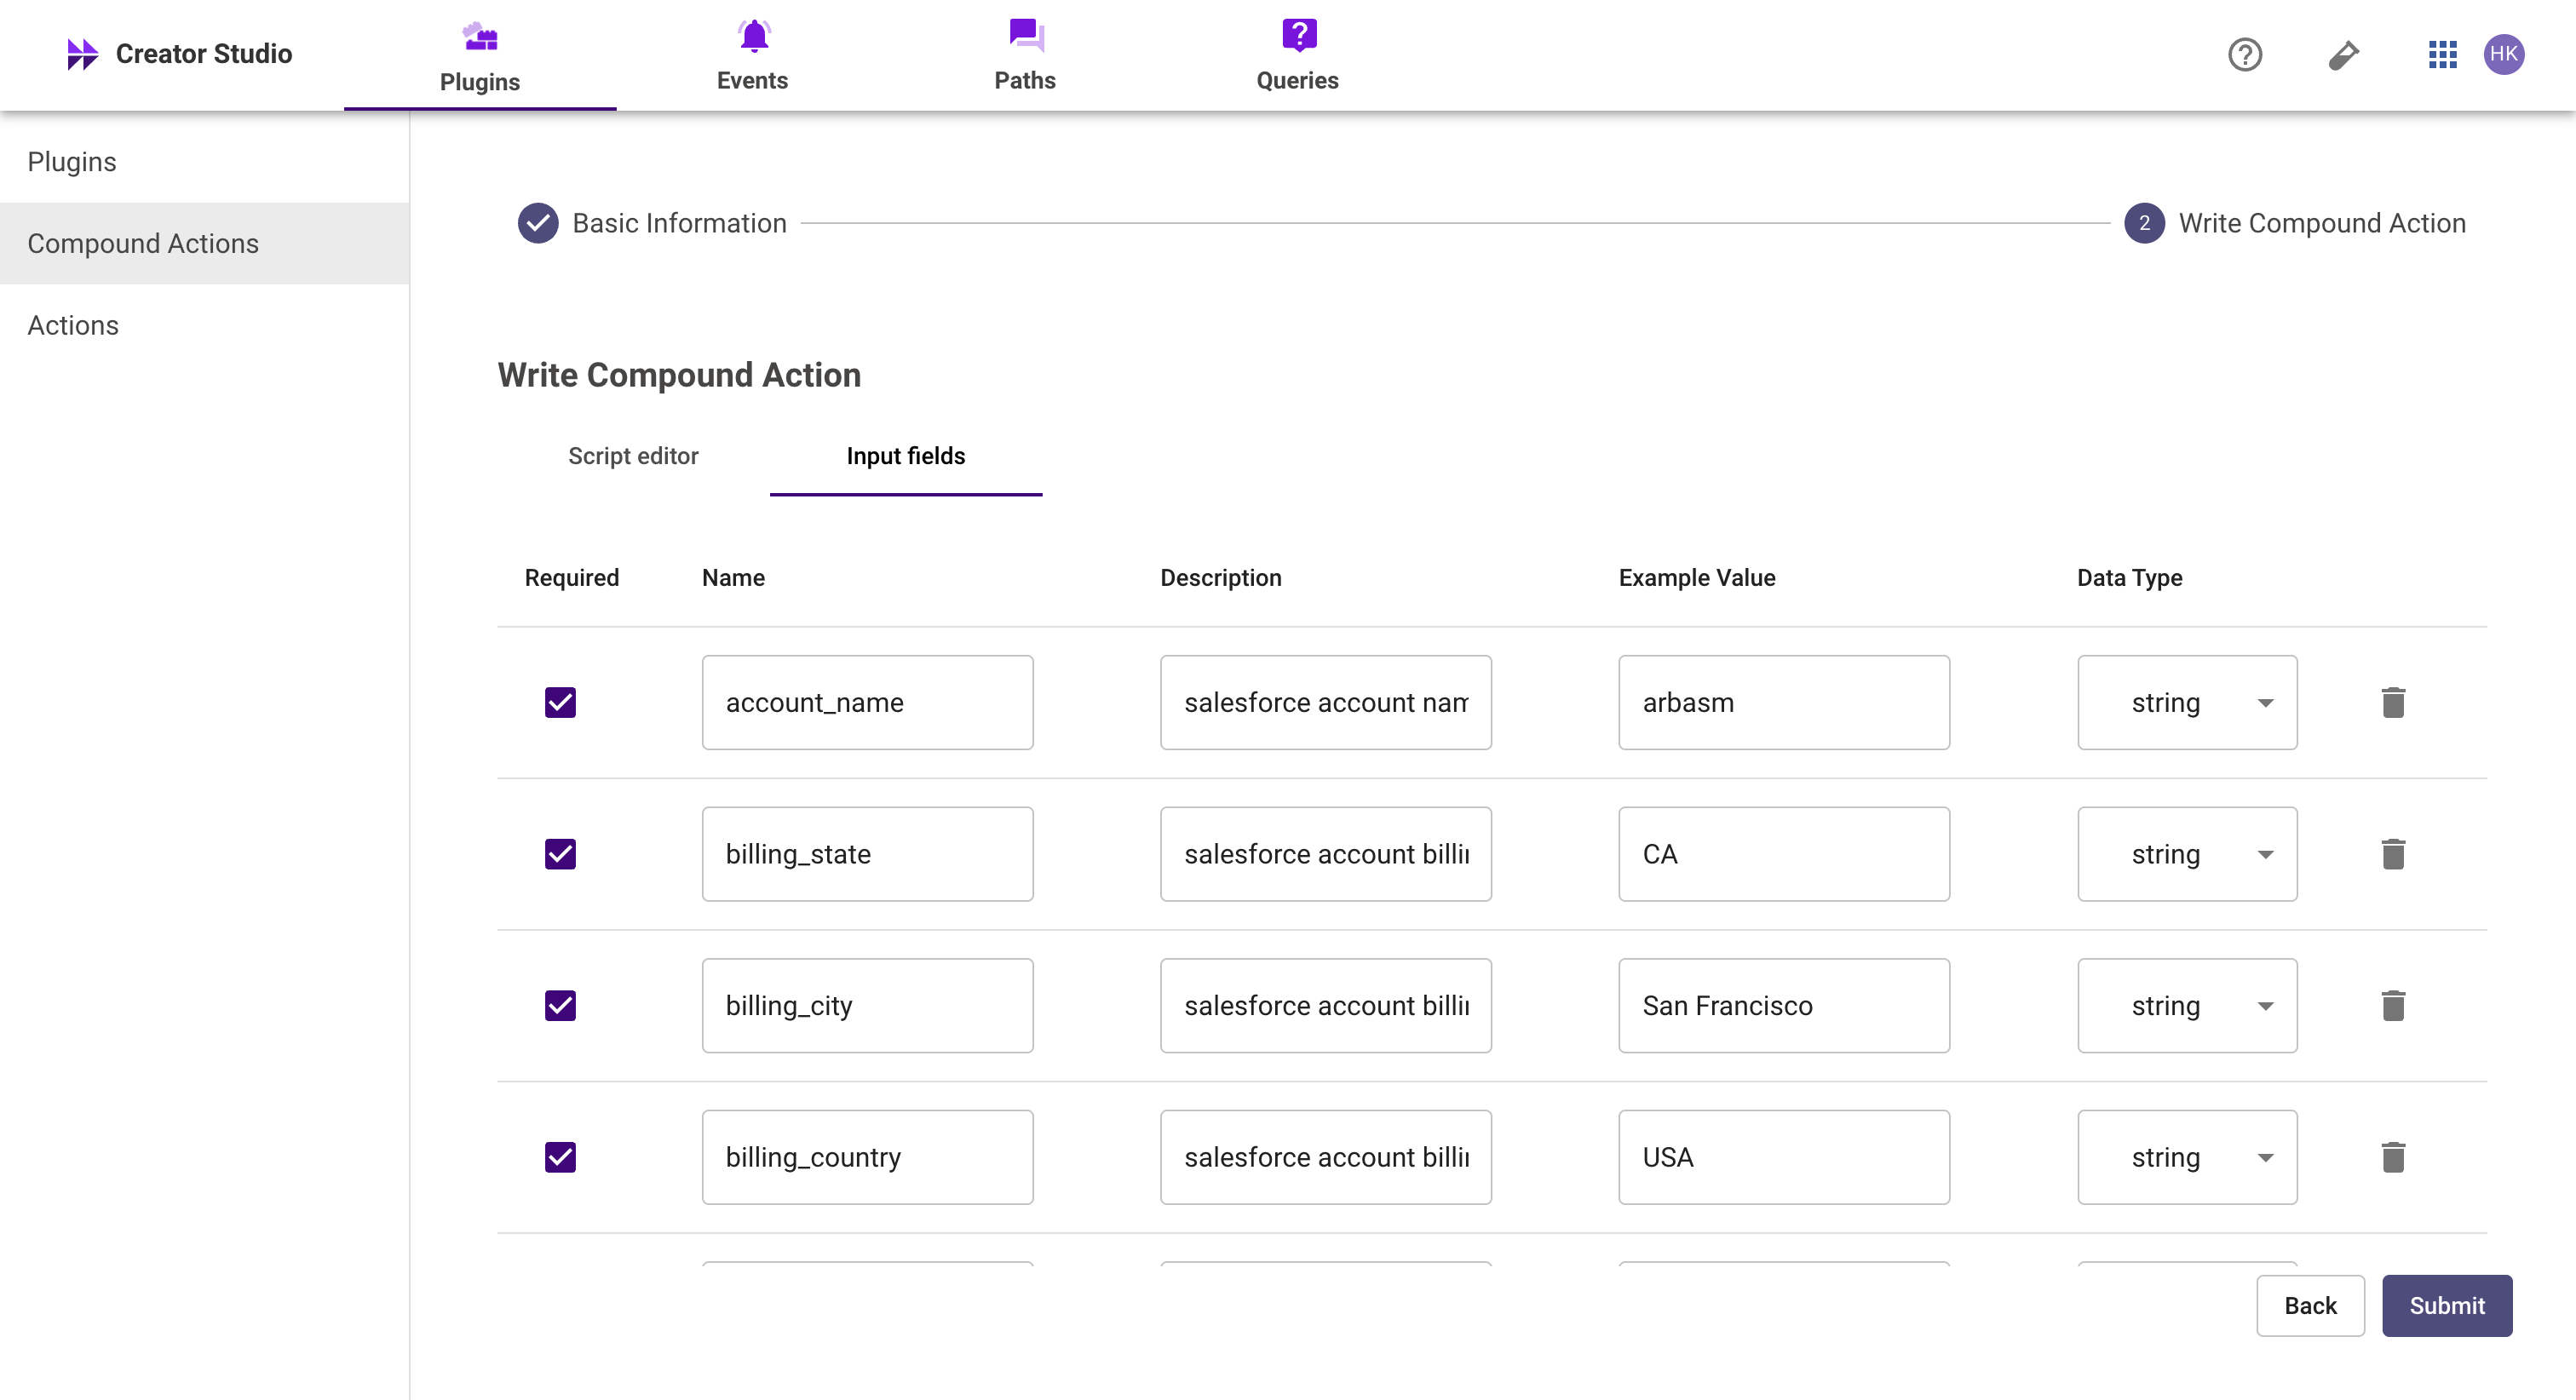 Creator Studio
Plugins
Events
Paths
Queries
HK
Plugins
Compound Actions
Actions
Basic Information
2 Write Compound Action
Write Compound Action
Script editor
Input fields
Required Name Description Example Value Data Type
account_name salesforce account nam arbasm string
billing_state salesforce account billi CA string
billing_city salesforce account billi San Francisco string
billing_country salesforce account billi USA string
Back
Submit